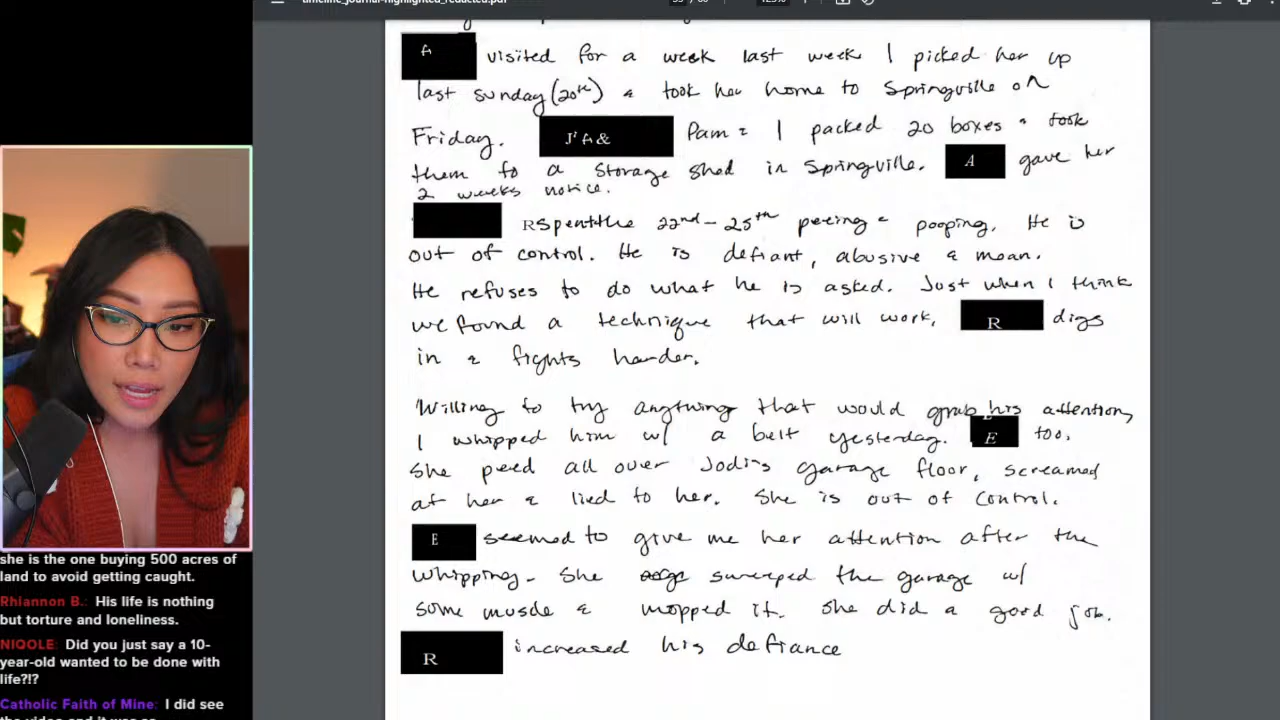 timeline_journal-highlighted_redacted.pdf
A visited for a week last week I picked her up
last sunday (20th) & took her home to Springville on
Friday. J's A & Pam & I packed 20 boxes & took
them to a storage shed in Springville. A gave her
2 weeks notice.
R spent the 22nd - 25th peeing & pooping. He is
out of control. He is defiant, abusive & mean.
He refuses to do what he is asked. Just when I think
we found a technique that will work, R digs
in & fights harder.
Willing to try anything that would grab his attention,
I whipped him w/ a belt yesterday. E too.
She peed all over Jodi's garage floor, screamed
at her & lied to her. She is out of control.
E seemed to give me her attention after the
whipping. She sweeped the garage w/
some muscle & mopped it. She did a good job.
R increased his defiance
she is the one buying 500 acres of
land to avoid getting caught.
Rhiannon B.: His life is nothing
but torture and loneliness.
NIQOLE: Did you just say a 10-
year-old wanted to be done with
life?!?
Catholic Faith of Mine: I did see
the video and it was so